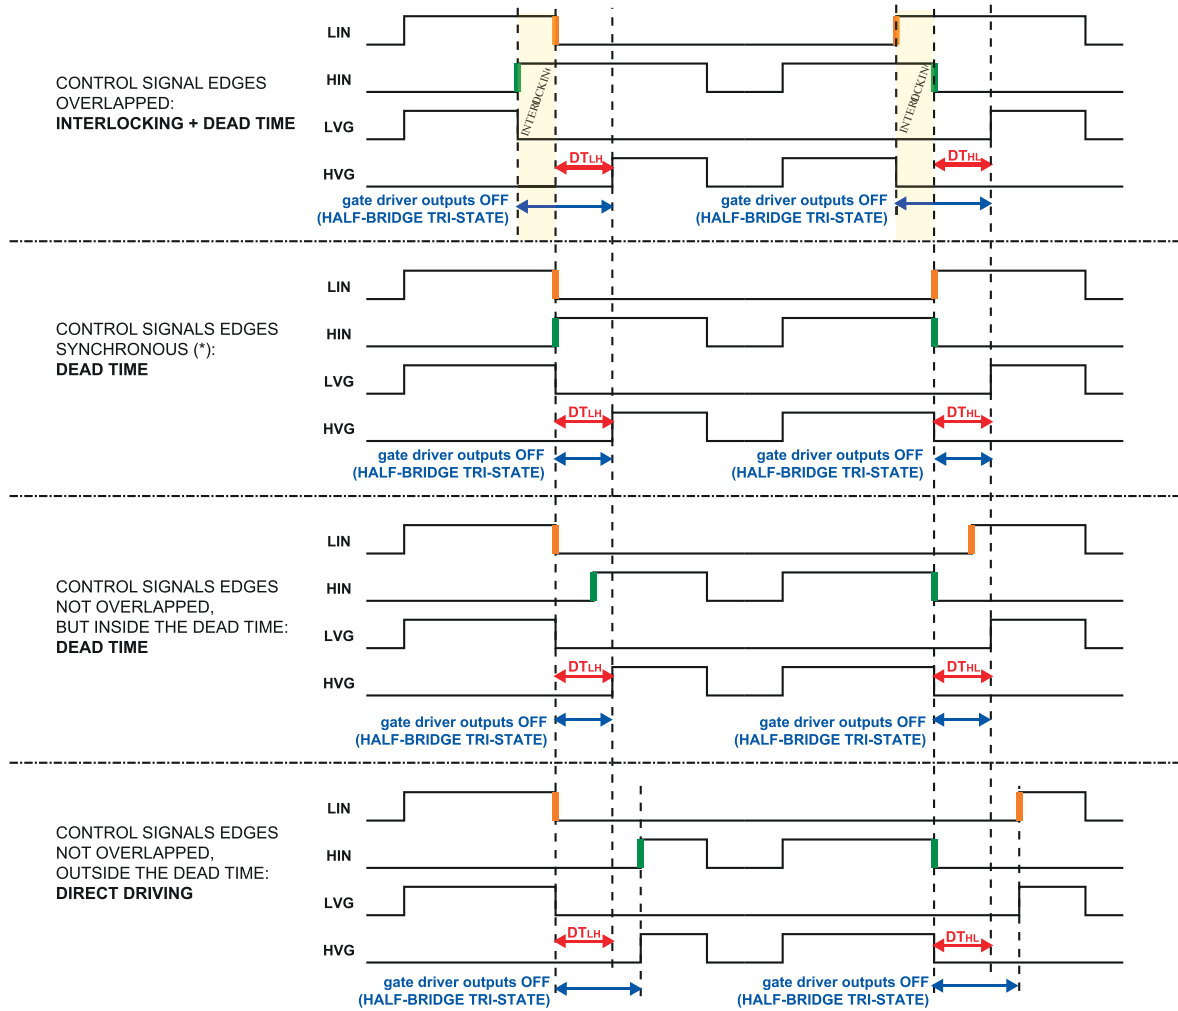 LIN
HIN
CONTROL SIGNAL EDGES
OVERLAPPED:
INTERLOCKING + DEAD TIME
INTERLOCKING
INTERLOCKING
LVG
DTLH
DTHL
HVG
gate driver outputs OFF
(HALF-BRIDGE TRI-STATE)
gate driver outputs OFF
(HALF-BRIDGE TRI-STATE)
LIN
CONTROL SIGNALS EDGES
SYNCHRONOUS (*):
DEAD TIME
HIN
LVG
DTLH
DTHL
HVG
gate driver outputs OFF
(HALF-BRIDGE TRI-STATE)
gate driver outputs OFF
(HALF-BRIDGE TRI-STATE)
LIN
CONTROL SIGNALS EDGES
NOT OVERLAPPED,
BUT INSIDE THE DEAD TIME:
DEAD TIME
HIN
LVG
DTLH
DTHL
HVG
gate driver outputs OFF
(HALF-BRIDGE TRI-STATE)
gate driver outputs OFF
(HALF-BRIDGE TRI-STATE)
LIN
CONTROL SIGNALS EDGES
NOT OVERLAPPED,
OUTSIDE THE DEAD TIME:
DIRECT DRIVING
HIN
LVG
DTLH
DTHL
HVG
gate driver outputs OFF
(HALF-BRIDGE TRI-STATE)
gate driver outputs OFF
(HALF-BRIDGE TRI-STATE)